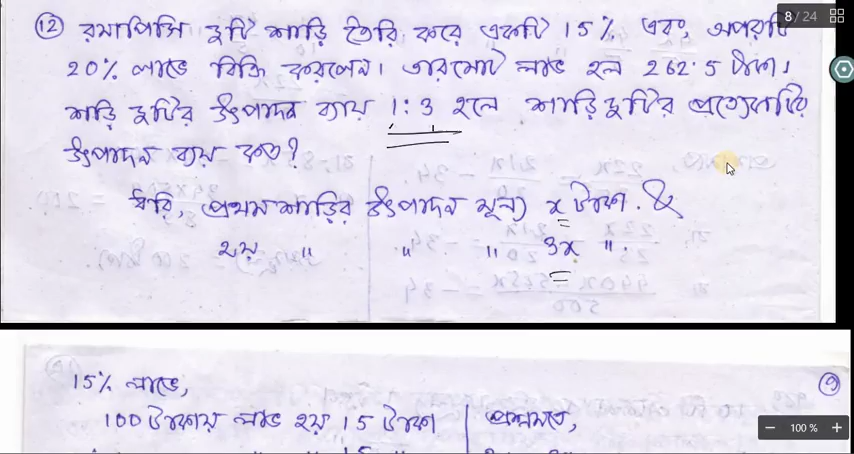 8 / 24
⑫ রমাপিসি দুটি শাড়ি তৈরি করে একটি 15% এবং অপরটি
20% লাভে বিক্রি করলেন। তার মোট লাভ হল 262.5 টাকা।
শাড়ি দুটির উৎপাদন ব্যয় 1:3 হলে শাড়ি দুটির প্রত্যেকটির
উৎপাদন ব্যয় কত?
ধরি, প্রথম শাড়ির উৎপাদন মূল্য x টাকা. &
২য় " " " 3x ".
⑨
15% লাভে,
100 টাকায় লাভ হয় 15 টাকা | প্রশ্নমতে,
100 %